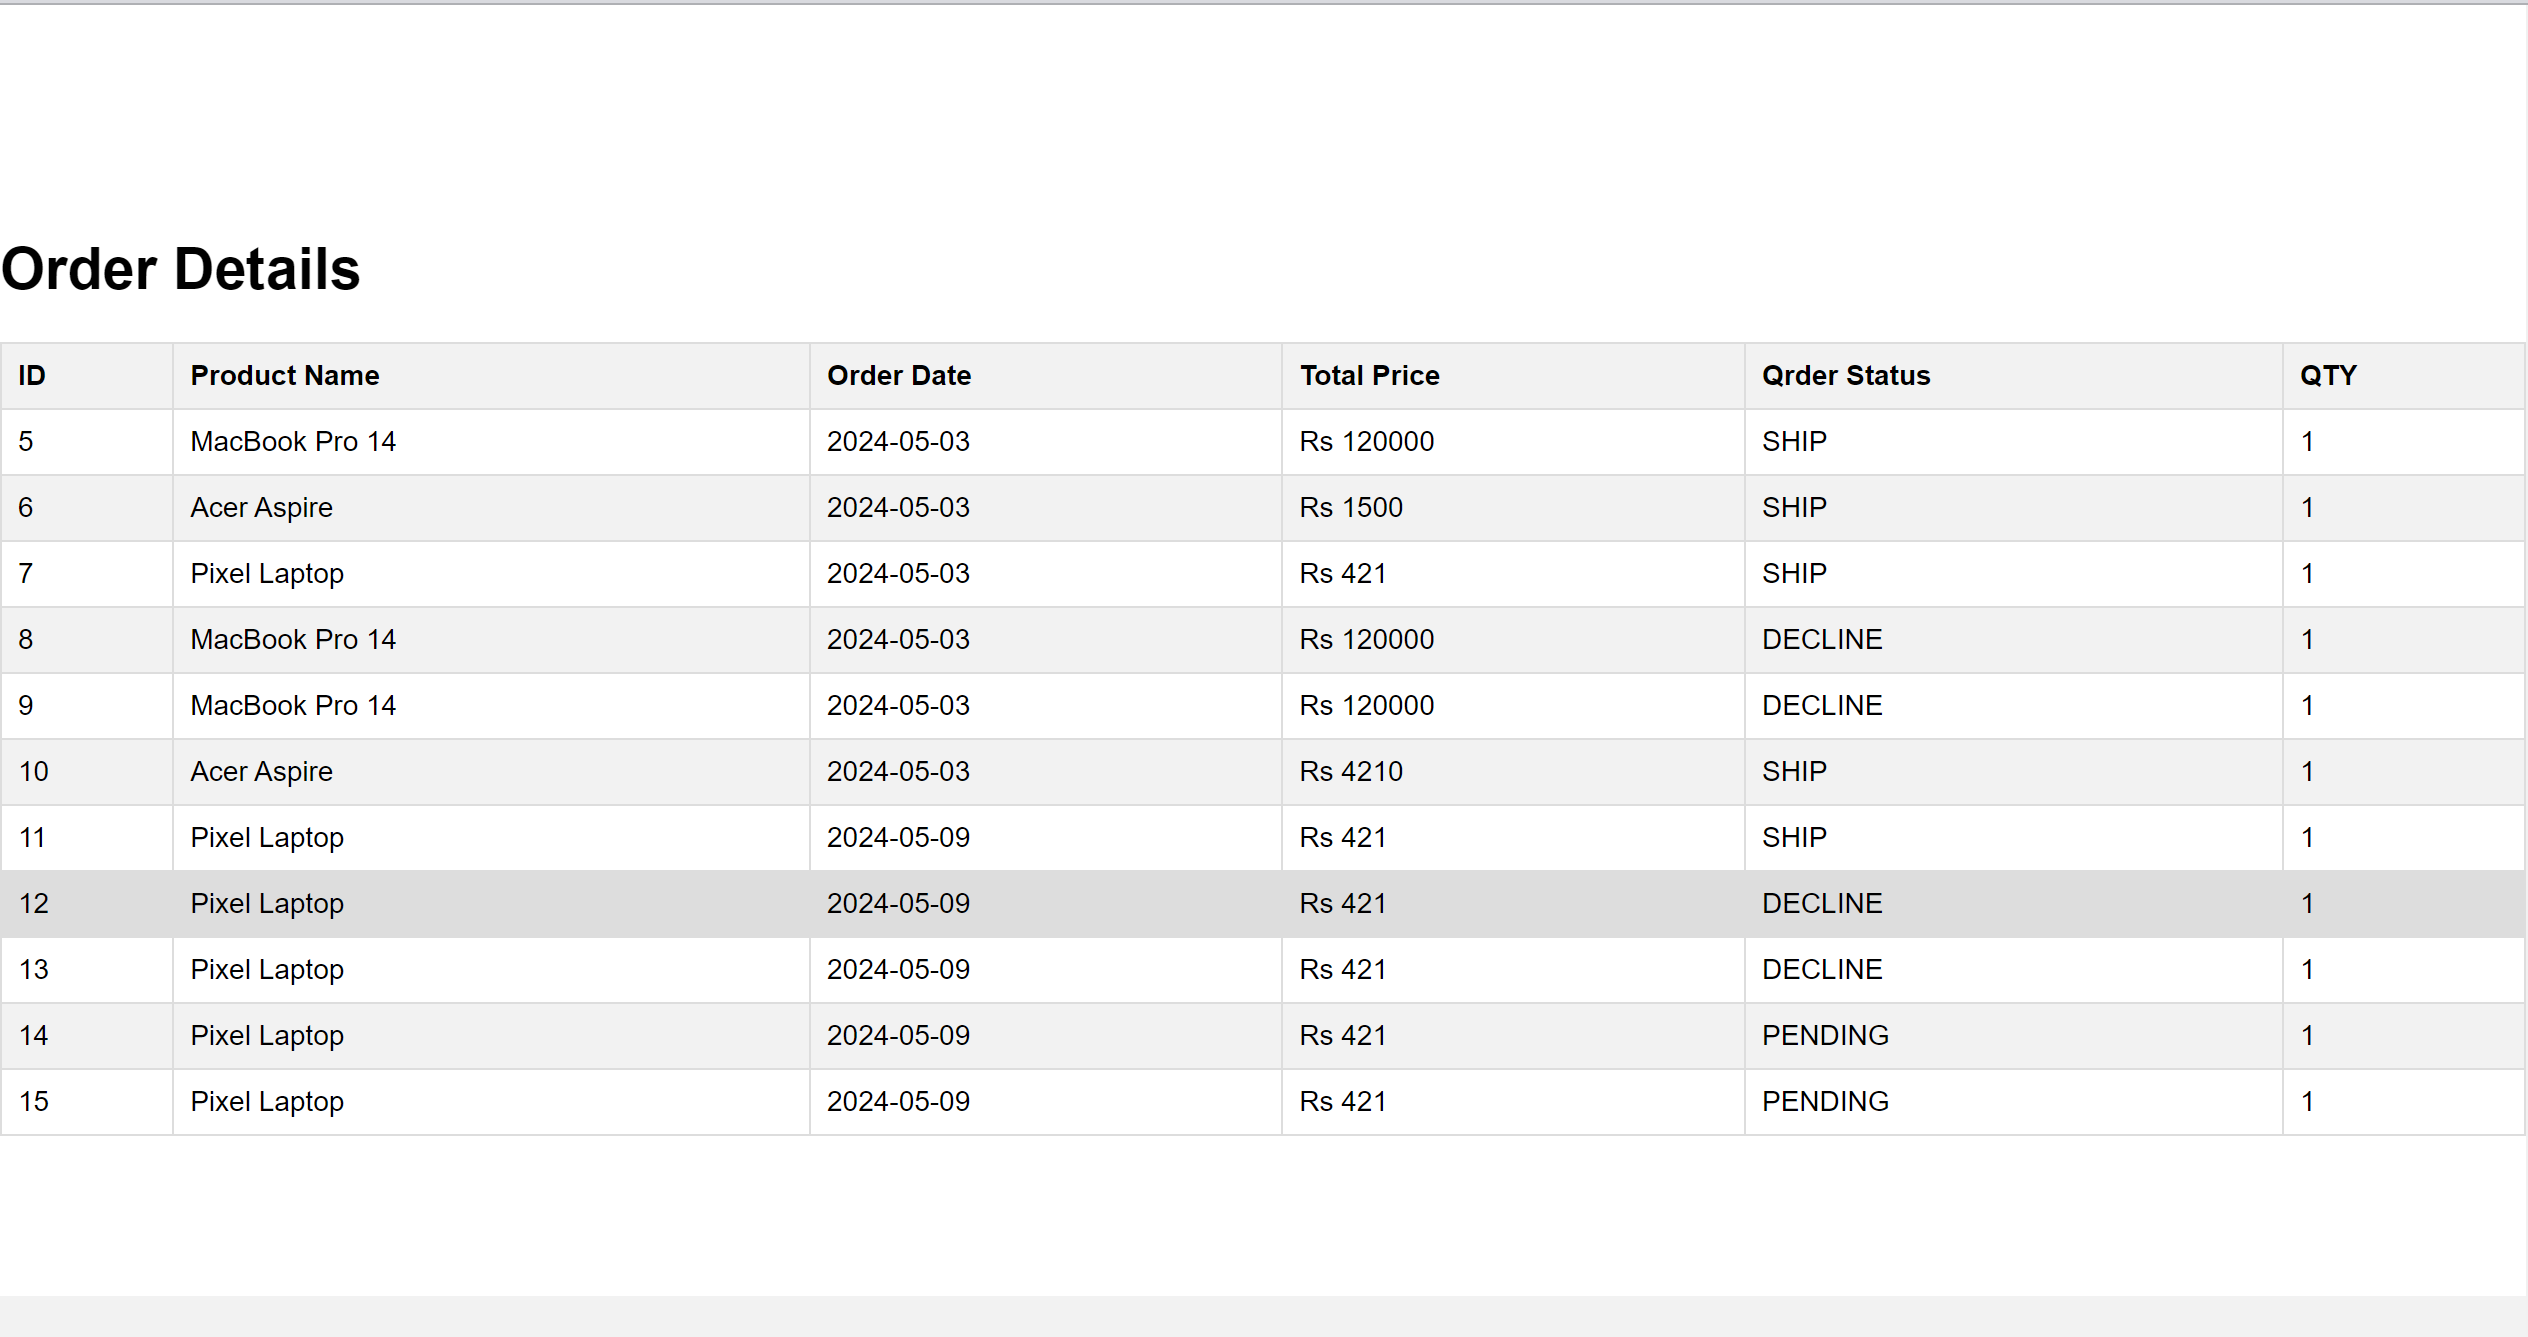 Order Details
ID Product Name Order Date Total Price Qrder Status QTY
5 MacBook Pro 14 2024-05-03 Rs 120000 SHIP 1
6 Acer Aspire 2024-05-03 Rs 1500 SHIP 1
7 Pixel Laptop 2024-05-03 Rs 421 SHIP 1
8 MacBook Pro 14 2024-05-03 Rs 120000 DECLINE 1
9 MacBook Pro 14 2024-05-03 Rs 120000 DECLINE 1
10 Acer Aspire 2024-05-03 Rs 4210 SHIP 1
11 Pixel Laptop 2024-05-09 Rs 421 SHIP 1
12 Pixel Laptop 2024-05-09 Rs 421 DECLINE 1
13 Pixel Laptop 2024-05-09 Rs 421 DECLINE 1
14 Pixel Laptop 2024-05-09 Rs 421 PENDING 1
15 Pixel Laptop 2024-05-09 Rs 421 PENDING 1